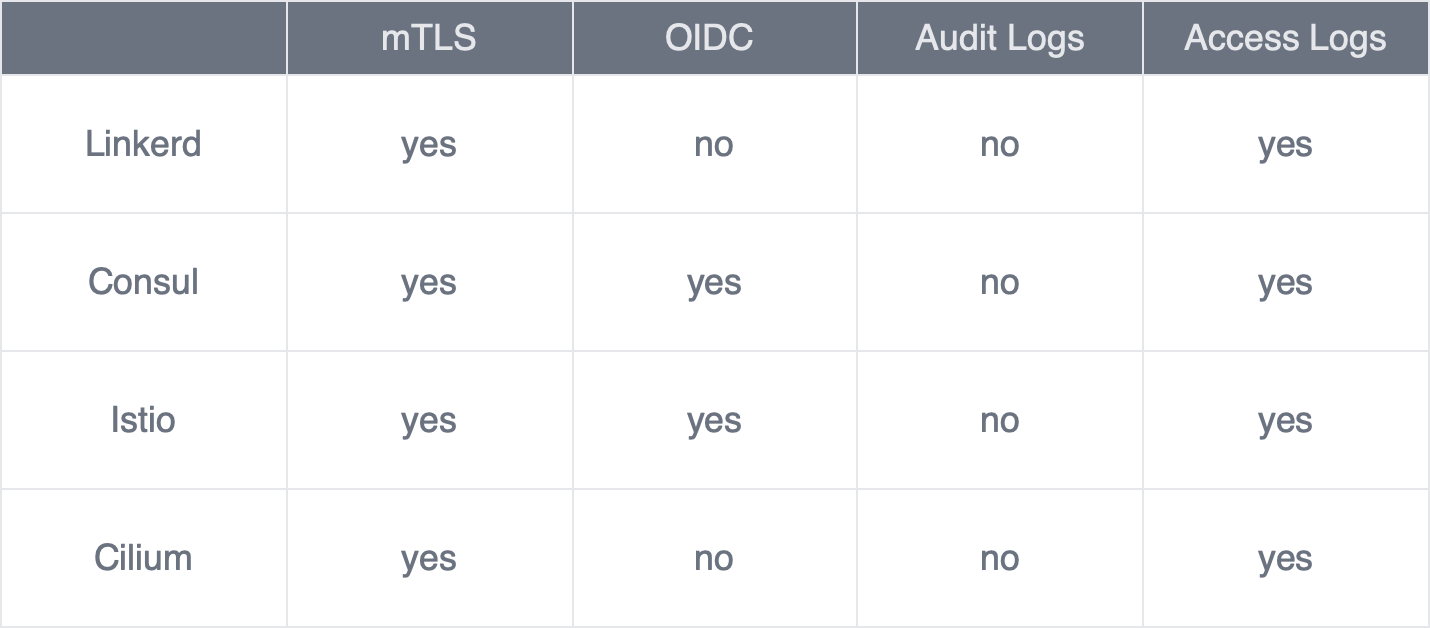 mTLS OIDC Audit Logs Access Logs
Linkerd yes no no yes
Consul yes yes no yes
Istio yes yes no yes
Cilium yes no no yes